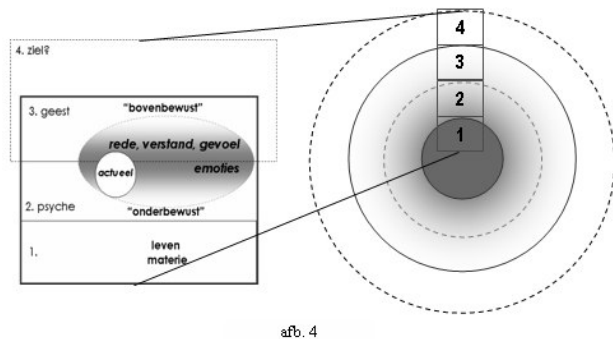 4. ziel?
3. geest
"bovenbewust"
rede, verstand, gevoel
emoties
actueel
2. psyche
"onderbewust"
1.
leven
materie
4
3
2
1
afb. 4